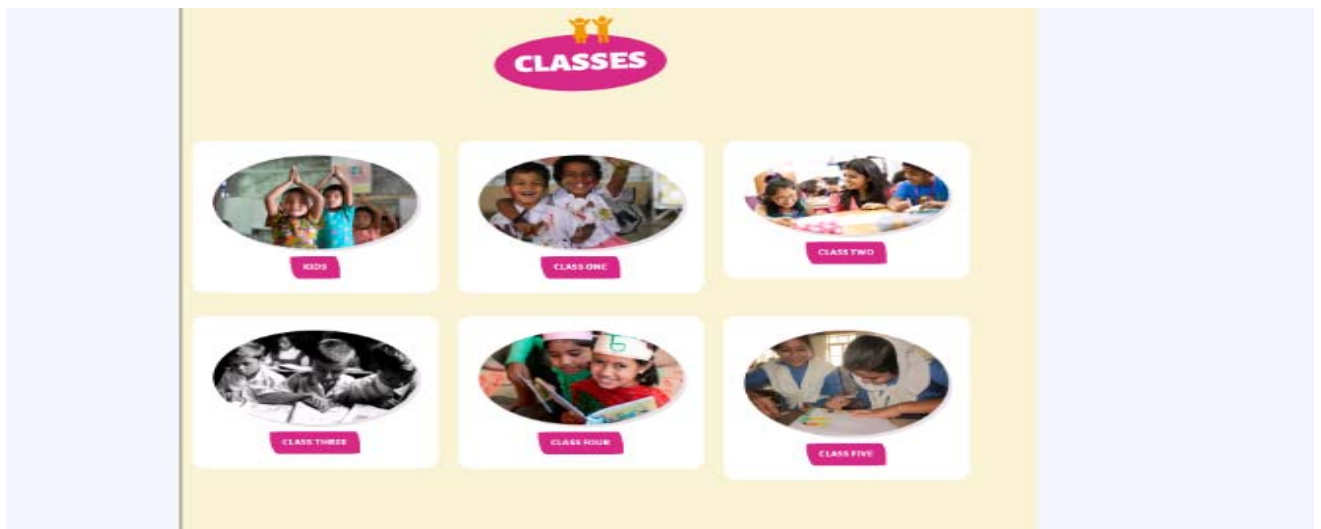 CLASSES
KIDS
CLASS ONE
CLASS TWO
CLASS THREE
CLASS FOUR
CLASS FIVE